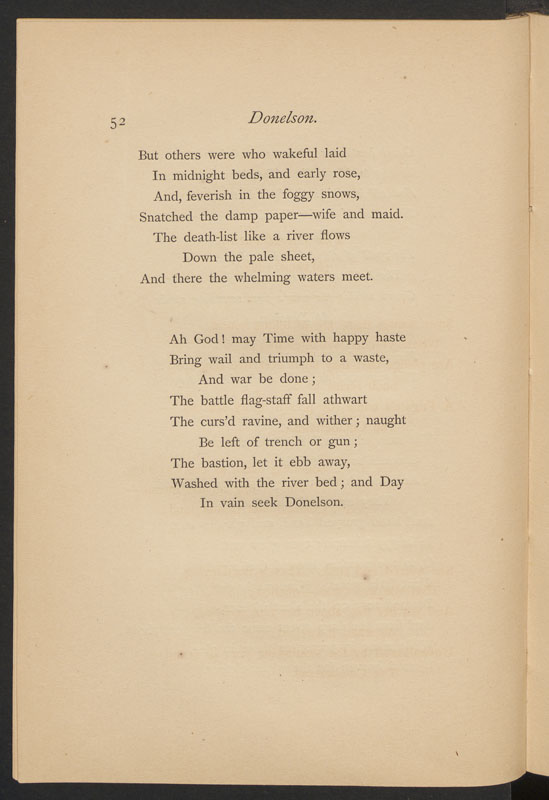 52 Donelson.
But others were who wakeful laid
In midnight beds, and early rose,
And, feverish in the foggy snows,
Snatched the damp paper—wife and maid.
The death-list like a river flows
Down the pale sheet,
And there the whelming waters meet.
Ah God! may Time with happy haste
Bring wail and triumph to a waste,
And war be done;
The battle flag-staff fall athwart
The curs'd ravine, and wither; naught
Be left of trench or gun;
The bastion, let it ebb away,
Washed with the river bed; and Day
In vain seek Donelson.